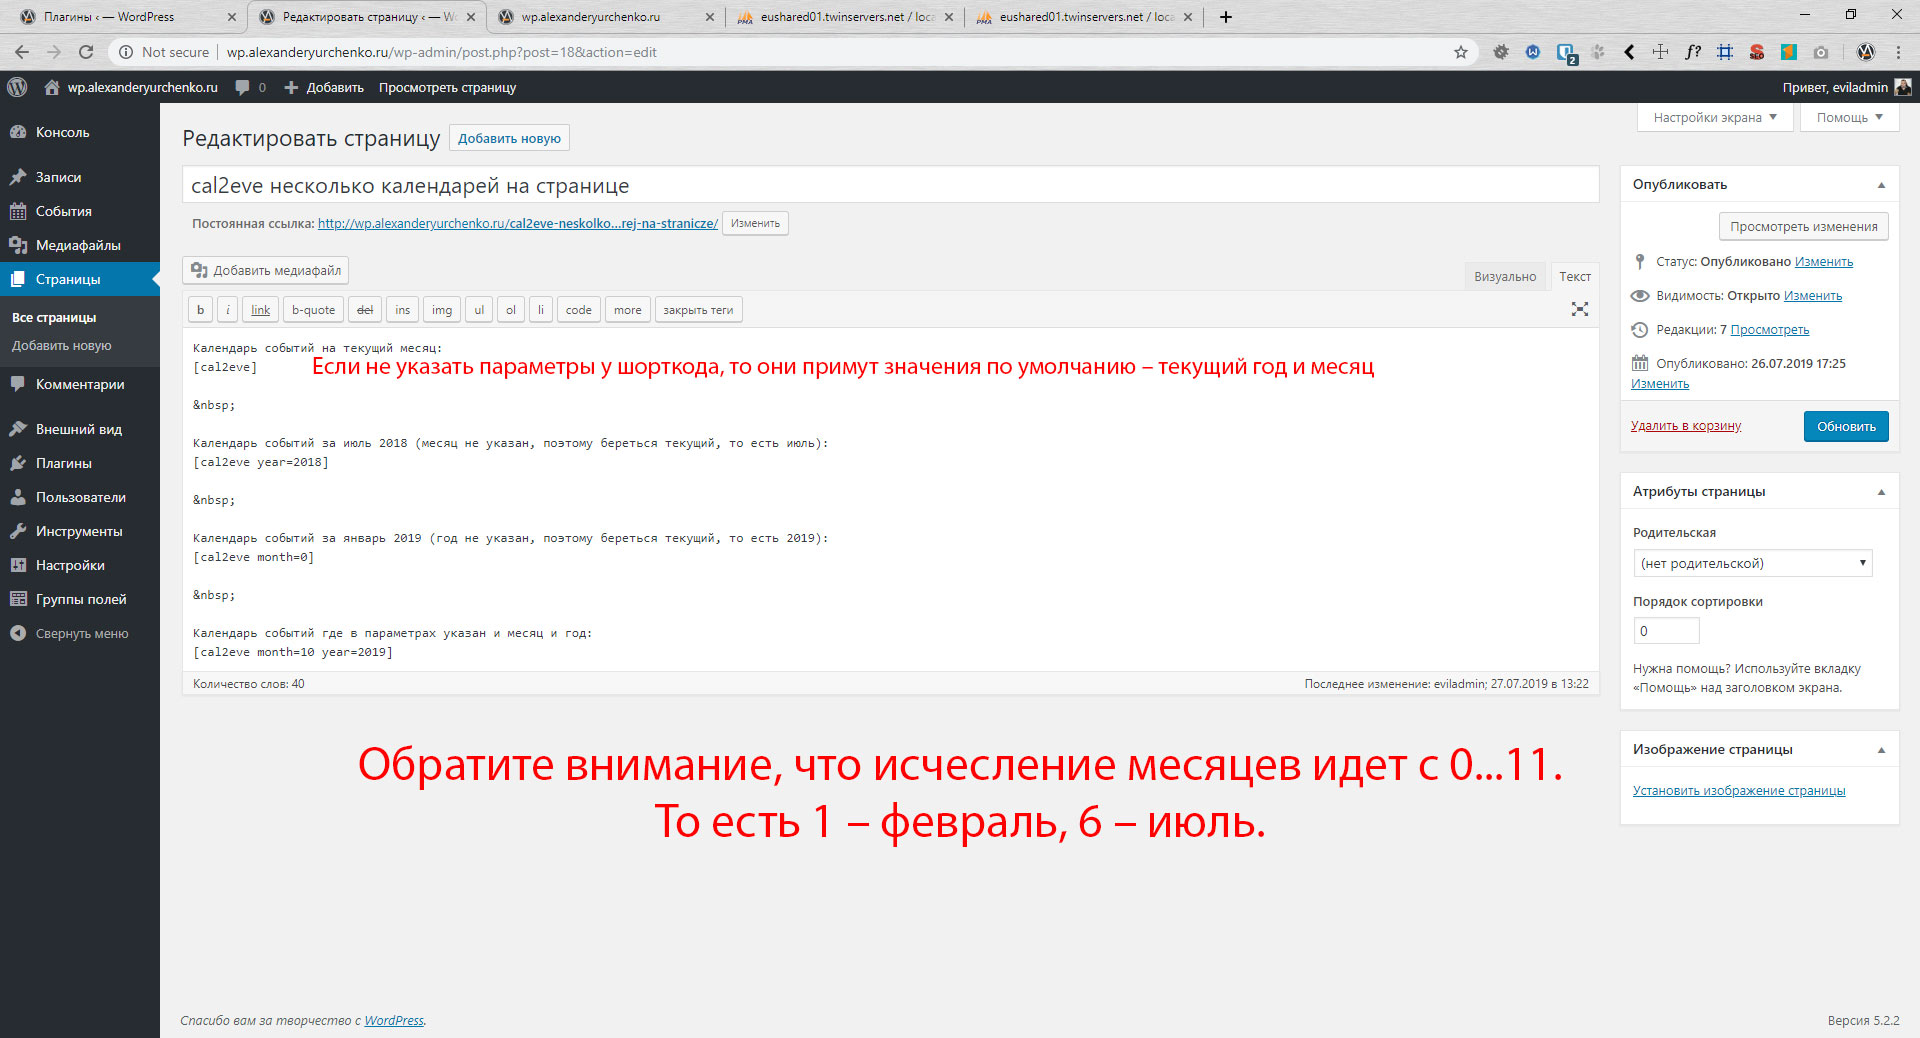 Плагины ‹ — WordPress
Редактировать страницу ‹ — Wo
wp.alexanderyurchenko.ru
eushared01.twinservers.net / loca
eushared01.twinservers.net / loca
Not secure
wp.alexanderyurchenko.ru/wp-admin/post.php?post=18&action=edit
wp.alexanderyurchenko.ru
0
Добавить
Просмотреть страницу
Привет, eviladmin
Консоль
Записи
События
Медиафайлы
Страницы
Все страницы
Добавить новую
Комментарии
Внешний вид
Плагины
Пользователи
Инструменты
Настройки
Группы полей
Свернуть меню
Настройки экрана
Помощь
Редактировать страницу
Добавить новую
cal2eve несколько календарей на странице
Постоянная ссылка: http://wp.alexanderyurchenko.ru/cal2eve-neskolko...rej-na-stranicze/ Изменить
Добавить медиафайл
Визуально
Текст
b
i
link
b-quote
del
ins
img
ul
ol
li
code
more
закрыть теги
Календарь событий на текущий месяц:
[cal2eve]
Если не указать параметры у шорткода, то они примут значения по умолчанию – текущий год и месяц
&nbsp;
Календарь событий за июль 2018 (месяц не указан, поэтому береться текущий, то есть июль):
[cal2eve year=2018]
&nbsp;
Календарь событий за январь 2019 (год не указан, поэтому береться текущий, то есть 2019):
[cal2eve month=0]
&nbsp;
Календарь событий где в параметрах указан и месяц и год:
[cal2eve month=10 year=2019]
Количество слов: 40
Последнее изменение: eviladmin; 27.07.2019 в 13:22
Обратите внимание, что исчесление месяцев идет с 0...11.
То есть 1 – февраль, 6 – июль.
Опубликовать
Просмотреть изменения
Статус: Опубликовано Изменить
Видимость: Открыто Изменить
Редакции: 7 Просмотреть
Опубликовано: 26.07.2019 17:25
Изменить
Удалить в корзину
Обновить
Атрибуты страницы
Родительская
(нет родительской)
Порядок сортировки
0
Нужна помощь? Используйте вкладку
«Помощь» над заголовком экрана.
Изображение страницы
Установить изображение страницы
Спасибо вам за творчество с WordPress.
Версия 5.2.2